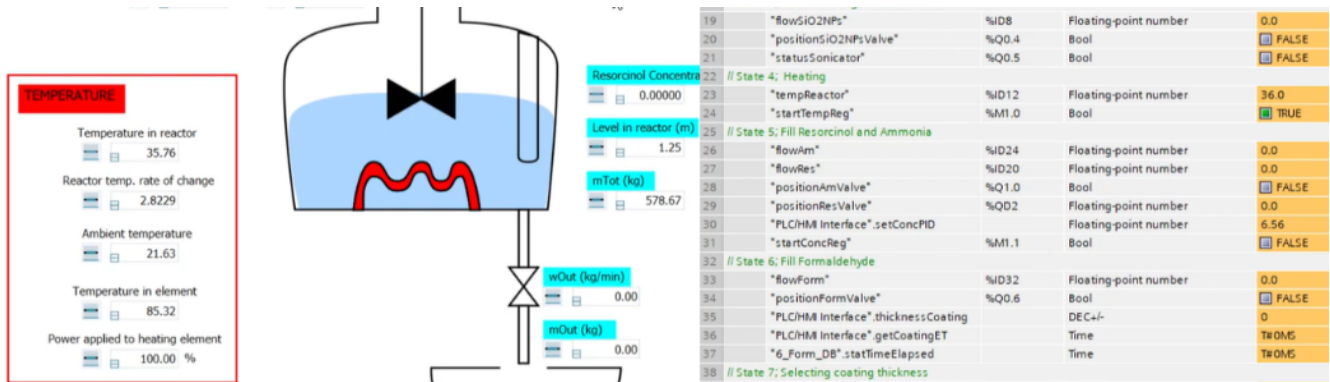 TEMPERATURE
Temperature in reactor
35.76
Reactor temp. rate of change
2.8229
Ambient temperature
21.63
Temperature in element
85.32
Power applied to heating element
100.00 %
Resorcinol Concentra
0.00000
Level in reactor (m)
1.25
mTot (kg)
578.67
wOut (kg/min)
0.00
mOut (kg)
0.00
19 "flowSiO2NPs" %ID8 Floating-point number 0.0
20 "positionSiO2NPsValve" %Q0.4 Bool FALSE
21 "statusSonicator" %Q0.5 Bool FALSE
22 // State 4; Heating
23 "tempReactor" %ID12 Floating-point number 36.0
24 "startTempReg" %M1.0 Bool TRUE
25 // State 5; Fill Resorcinol and Ammonia
26 "flowAm" %ID24 Floating-point number 0.0
27 "flowRes" %ID20 Floating-point number 0.0
28 "positionAmValve" %Q1.0 Bool FALSE
29 "positionResValve" %QD2 Floating-point number 0.0
30 "PLC/HMI Interface".setConcPID Floating-point number 6.56
31 "startConcReg" %M1.1 Bool FALSE
32 // State 6; Fill Formaldehyde
33 "flowForm" %ID32 Floating-point number 0.0
34 "positionFormValve" %Q0.6 Bool FALSE
35 "PLC/HMI Interface".thicknessCoating DEC+/- 0
36 "PLC/HMI Interface".getCoatingET Time T#0MS
37 "6_Form_DB".statTimeElapsed Time T#0MS
38 // State 7; Selecting coating thickness